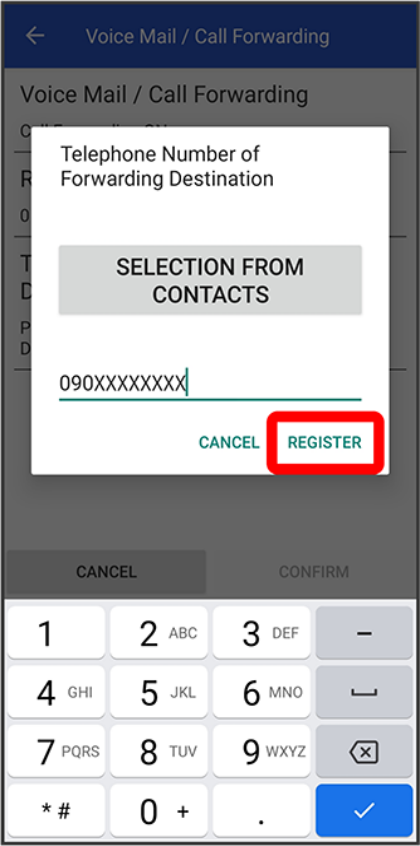 Voice Mail / Call Forwarding
Voice Mail / Call Forwarding
Telephone Number of
Forwarding Destination
SELECTION FROM
CONTACTS
090XXXXXXXX
CANCEL REGISTER
CANCEL CONFIRM
1 2 ABC 3 DEF –
4 GHI 5 JKL 6 MNO
7 PQRS 8 TUV 9 WXYZ
* # 0 + .